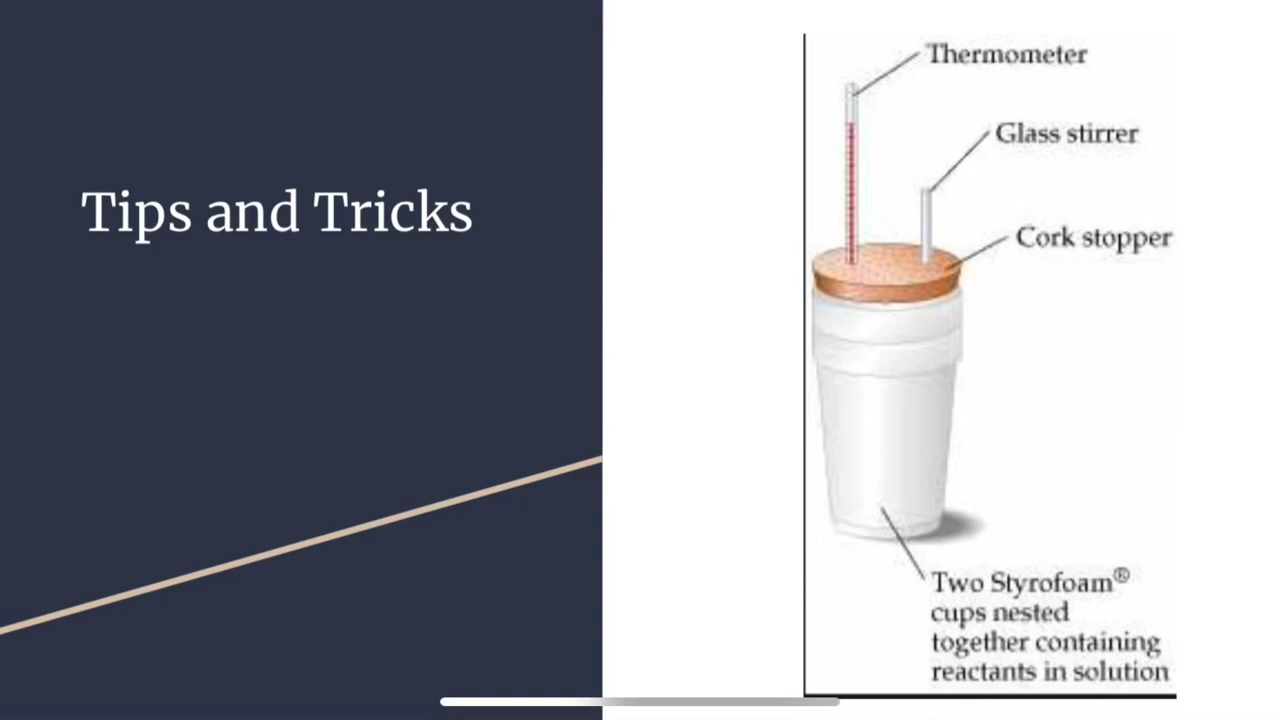 Tips and Tricks
Thermometer
Glass stirrer
Cork stopper
Two Styrofoam®
cups nested
together containing
reactants in solution